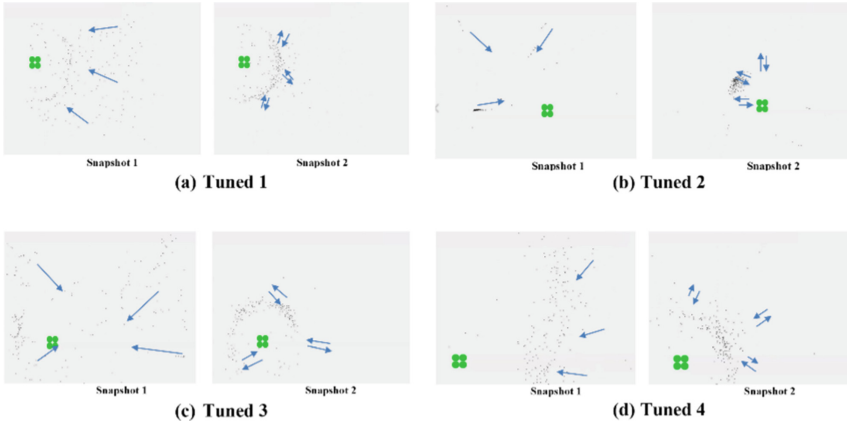 Snapshot 1 Snapshot 2 Snapshot 1 Snapshot 2
(a) Tuned 1 (b) Tuned 2
Snapshot 1 Snapshot 2 Snapshot 1 Snapshot 2
(c) Tuned 3 (d) Tuned 4